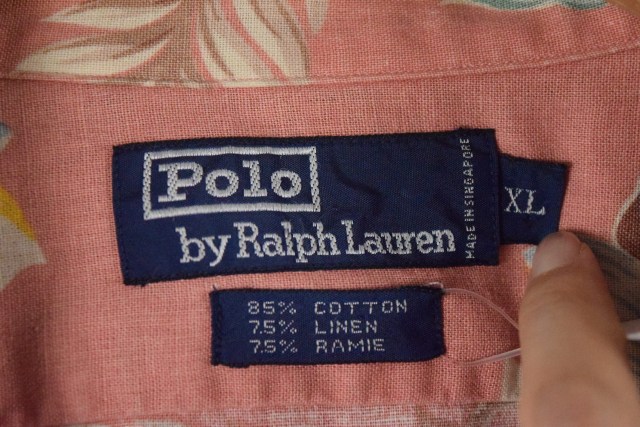 Polo
by Ralph Lauren
MADE IN SINGAPORE
XL
85% COTTON
7.5% LINEN
7.5% RAMIE